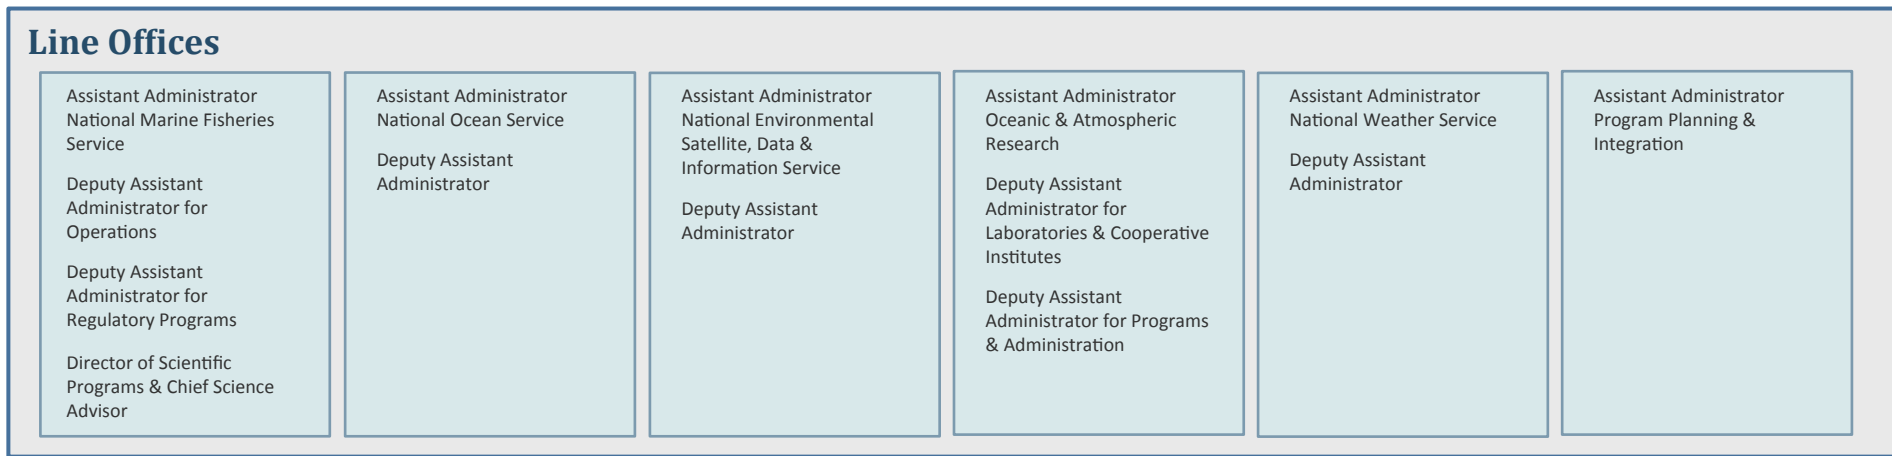 Line Offices
Assistant Administrator
National Marine Fisheries
Service
Deputy Assistant
Administrator for
Operations
Deputy Assistant
Administrator for
Regulatory Programs
Director of Scientific
Programs & Chief Science
Advisor
Assistant Administrator
National Ocean Service
Deputy Assistant
Administrator
Assistant Administrator
National Environmental
Satellite, Data &
Information Service
Deputy Assistant
Administrator
Assistant Administrator
Oceanic & Atmospheric
Research
Deputy Assistant
Administrator for
Laboratories & Cooperative
Institutes
Deputy Assistant
Administrator for Programs
& Administration
Assistant Administrator
National Weather Service
Deputy Assistant
Administrator
Assistant Administrator
Program Planning &
Integration